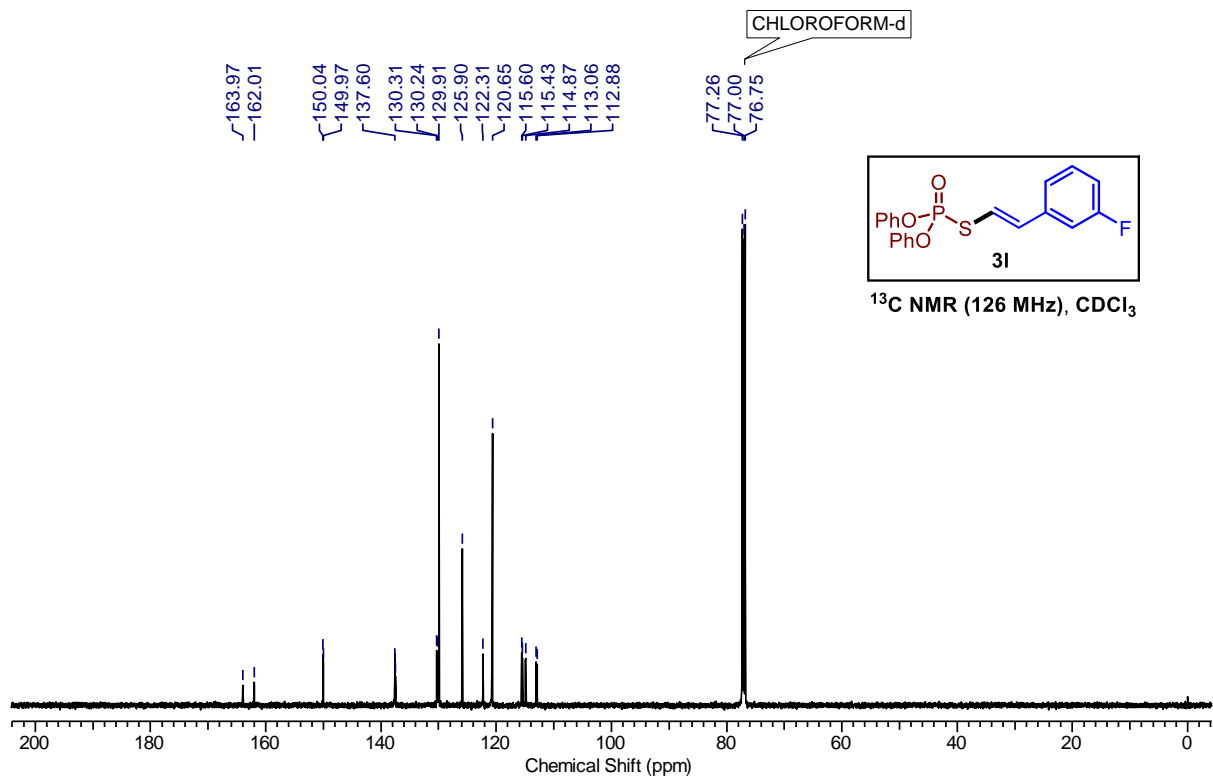 CHLOROFORM-d
163.97
162.01
150.04
149.97
137.60
130.31
130.24
129.91
125.90
122.31
120.65
115.60
115.43
114.87
113.06
112.88
77.26
77.00
76.75
O
PhO P S
PhO
F
3l
¹³C NMR (126 MHz), CDCl₃
200 180 160 140 120 100 80 60 40 20 0
Chemical Shift (ppm)